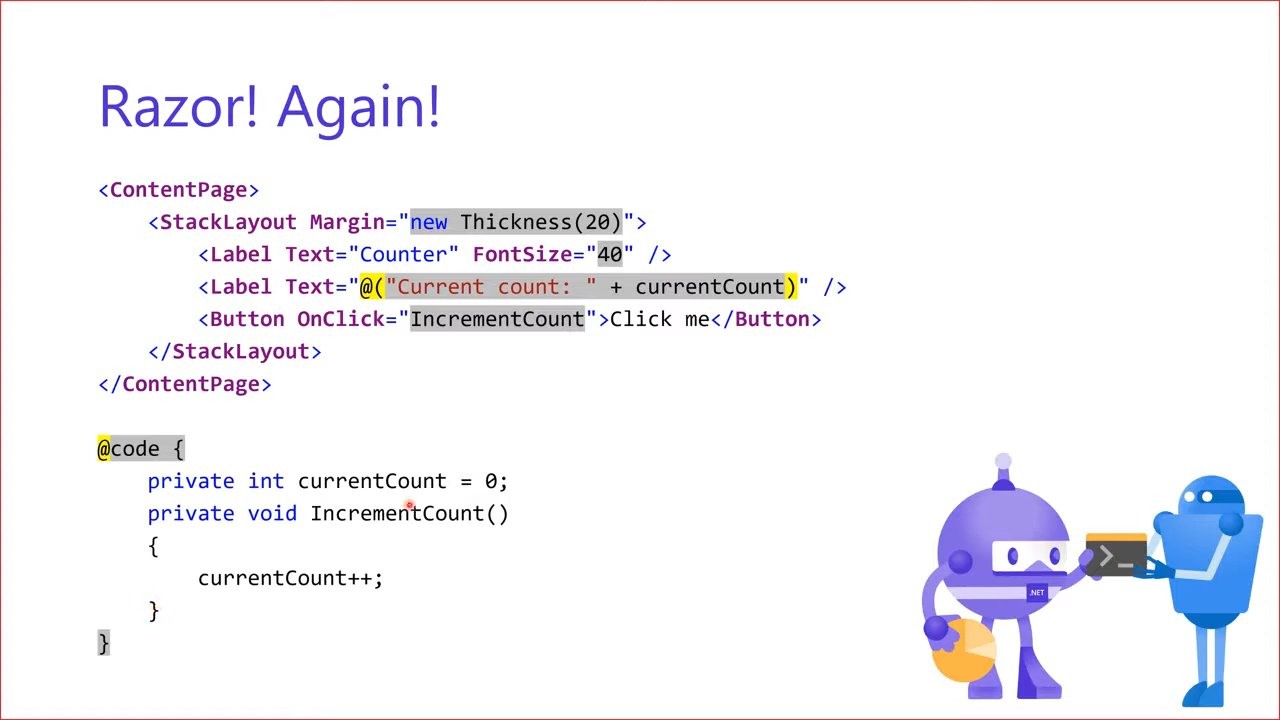 Razor! Again!
<ContentPage>
    <StackLayout Margin="new Thickness(20)">
        <Label Text="Counter" FontSize="40" />
        <Label Text="@("Current count: " + currentCount)" />
        <Button OnClick="IncrementCount">Click me</Button>
    </StackLayout>
</ContentPage>
@code {
    private int currentCount = 0;
    private void IncrementCount()
    {
        currentCount++;
    }
}
.NET
>_